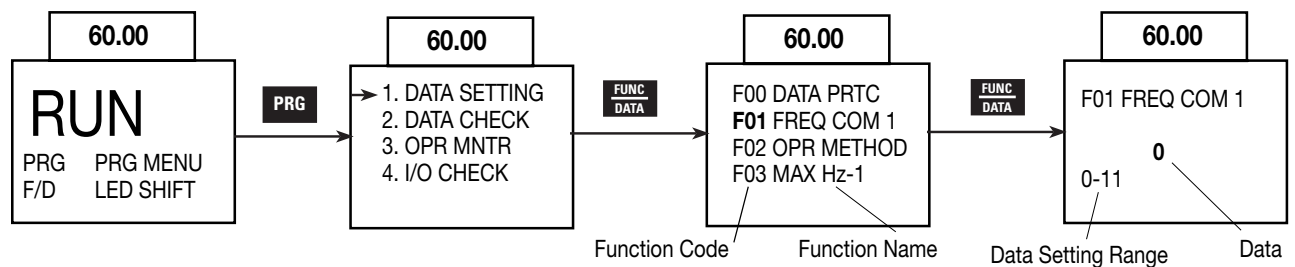 60.00
RUN
PRG PRG MENU
F/D LED SHIFT
PRG
60.00
1. DATA SETTING
2. DATA CHECK
3. OPR MNTR
4. I/O CHECK
FUNC
DATA
60.00
F00 DATA PRTC
F01 FREQ COM 1
F02 OPR METHOD
F03 MAX Hz-1
Function Code
Function Name
FUNC
DATA
60.00
F01 FREQ COM 1
0
0-11
Data Setting Range
Data